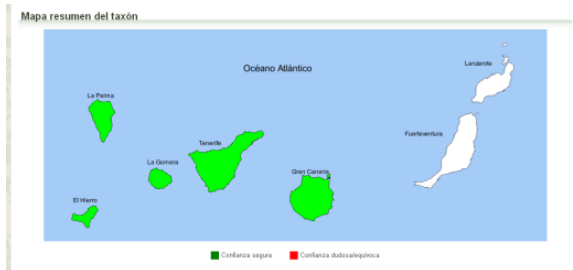 Mapa resumen del taxón
Océano Atlántico
Lanzarote
La Palma
Fuerteventura
Tenerife
La Gomera
Gran Canaria
El Hierro
Confianza segura
Confianza dudosa/equívoca